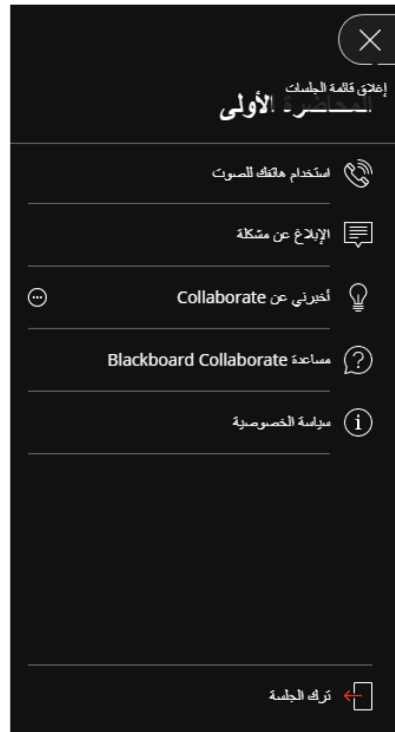 إغلاق قائمة الجلسات
المحاضرة الأولى
استخدام هاتفك للصوت
الإبلاغ عن مشكلة
أخبرني عن Collaborate
مساعدة Blackboard Collaborate
سياسة الخصوصية
ترك الجلسة